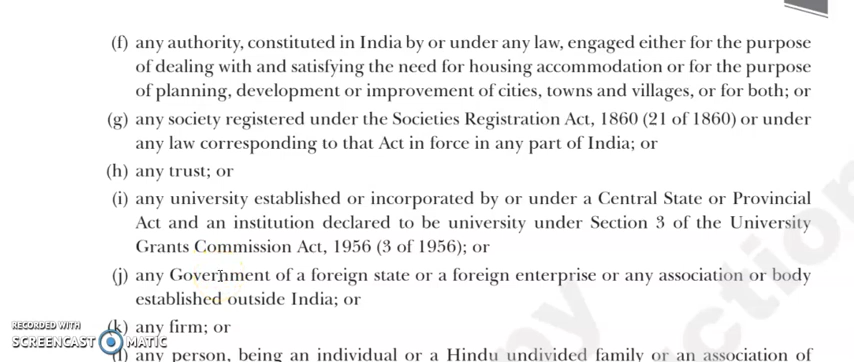 (f) any authority, constituted in India by or under any law, engaged either for the purpose
of dealing with and satisfying the need for housing accommodation or for the purpose
of planning, development or improvement of cities, towns and villages, or for both; or
(g) any society registered under the Societies Registration Act, 1860 (21 of 1860) or under
any law corresponding to that Act in force in any part of India; or
(h) any trust; or
(i) any university established or incorporated by or under a Central State or Provincial
Act and an institution declared to be university under Section 3 of the University
Grants Commission Act, 1956 (3 of 1956); or
(j) any Government of a foreign state or a foreign enterprise or any association or body
established outside India; or
(k) any firm; or
RECORDED WITH
SCREENCAST MATIC
(l) any person, being an individual or a Hindu undivided family or an association of